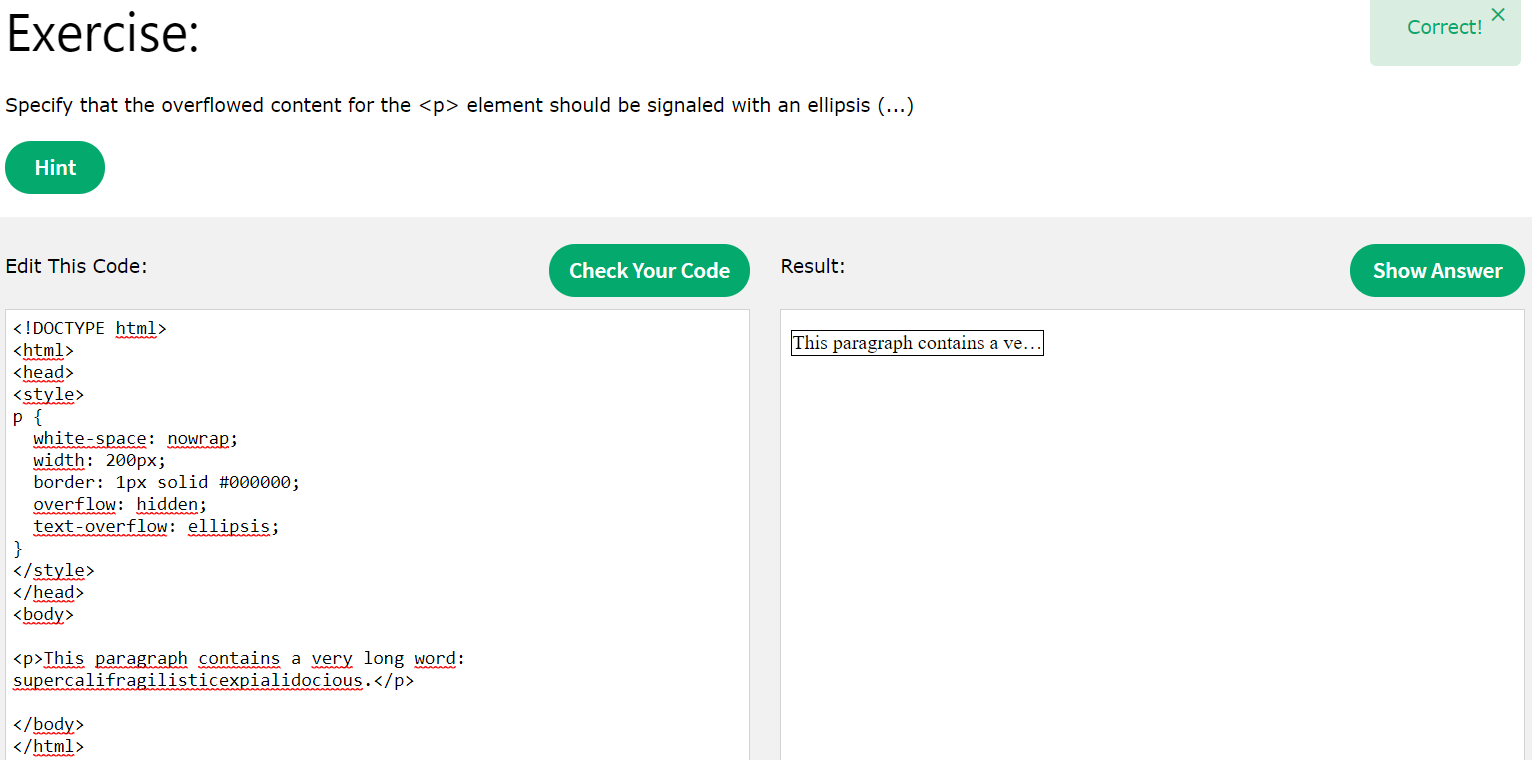 Exercise:
Correct! ×
Specify that the overflowed content for the <p> element should be signaled with an ellipsis (...)
Hint
Edit This Code:
Check Your Code
<!DOCTYPE html>
<html>
<head>
<style>
p {
  white-space: nowrap;
  width: 200px;
  border: 1px solid #000000;
  overflow: hidden;
  text-overflow: ellipsis;
}
</style>
</head>
<body>

<p>This paragraph contains a very long word:
supercalifragilisticexpialidocious.</p>

</body>
</html>
Result:
Show Answer
This paragraph contains a ve…